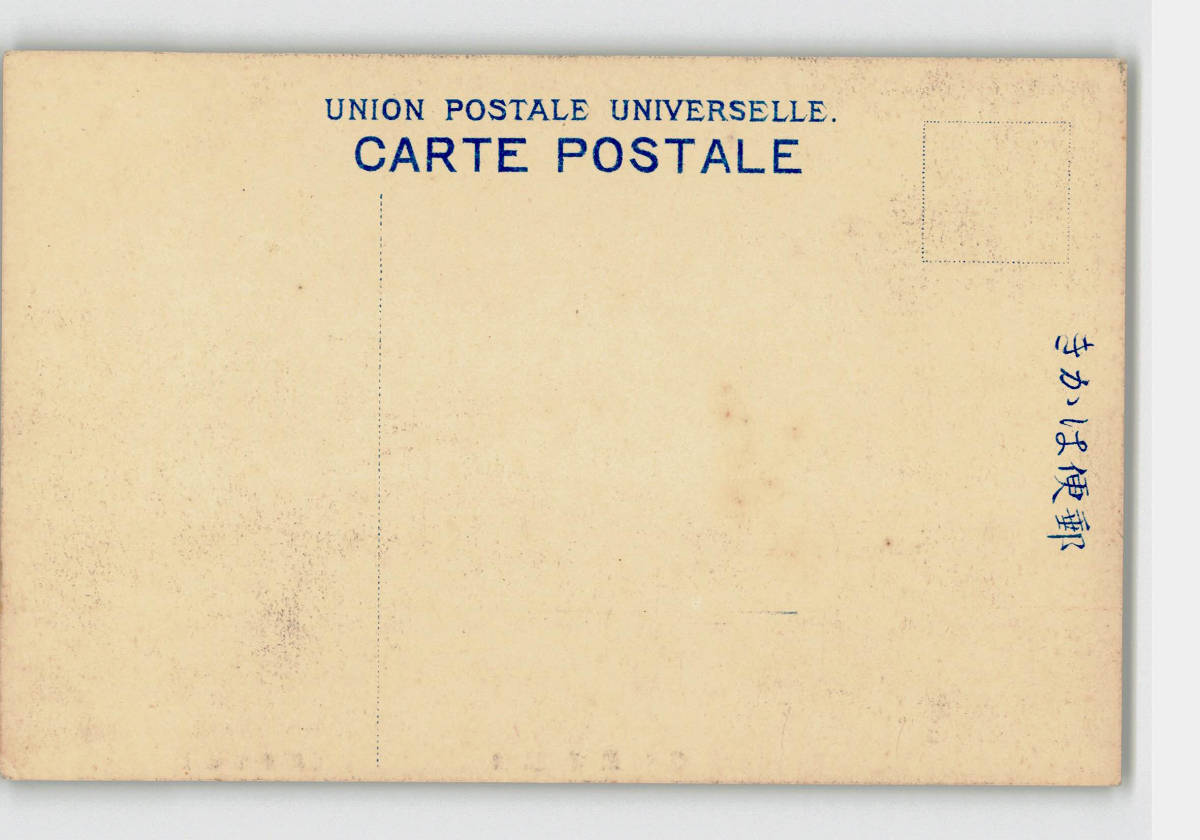 UNION POSTALE UNIVERSELLE.
CARTE POSTALE
きかは便郵